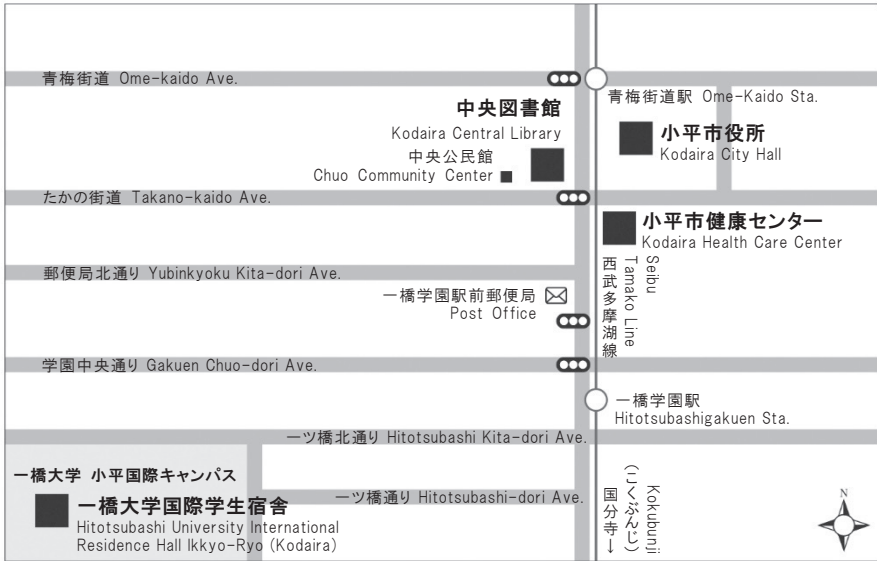 青梅街道 Ome-kaido Ave.
青梅街道駅 Ome-Kaido Sta.
中央図書館
Kodaira Central Library
中央公民館
Chuo Community Center
小平市役所
Kodaira City Hall
たかの街道 Takano-kaido Ave.
小平市健康センター
Kodaira Health Care Center
郵便局北通り Yubinkyoku Kita-dori Ave.
西武多摩湖線
Seibu
Tamako Line
一橋学園駅前郵便局
Post Office
学園中央通り Gakuen Chuo-dori Ave.
一橋学園駅
Hitotsubashigakuen Sta.
一ツ橋北通り Hitotsubashi Kita-dori Ave.
一橋大学 小平国際キャンパス
一橋大学国際学生宿舎
Hitotsubashi University International
Residence Hall Ikkyo-Ryo (Kodaira)
一ツ橋通り Hitotsubashi-dori Ave.
Kokubunji
(こくぶんじ)
国分寺↓
N